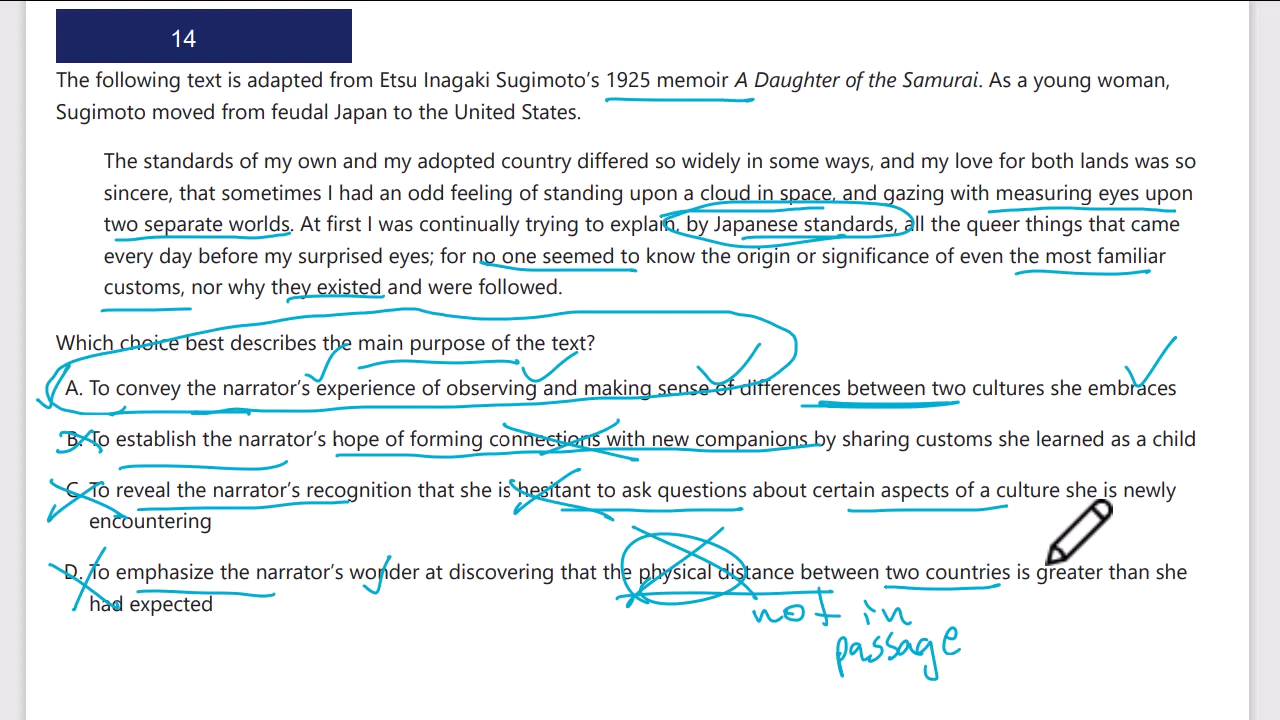 14
The following text is adapted from Etsu Inagaki Sugimoto's 1925 memoir A Daughter of the Samurai. As a young woman,
Sugimoto moved from feudal Japan to the United States.
The standards of my own and my adopted country differed so widely in some ways, and my love for both lands was so
sincere, that sometimes I had an odd feeling of standing upon a cloud in space, and gazing with measuring eyes upon
two separate worlds. At first I was continually trying to explain, by Japanese standards, all the queer things that came
every day before my surprised eyes; for no one seemed to know the origin or significance of even the most familiar
customs, nor why they existed and were followed.
Which choice best describes the main purpose of the text?
A. To convey the narrator's experience of observing and making sense of differences between two cultures she embraces
B. To establish the narrator's hope of forming connections with new companions by sharing customs she learned as a child
C. To reveal the narrator's recognition that she is hesitant to ask questions about certain aspects of a culture she is newly
encountering
D. To emphasize the narrator's wonder at discovering that the physical distance between two countries is greater than she
had expected
not in
passage